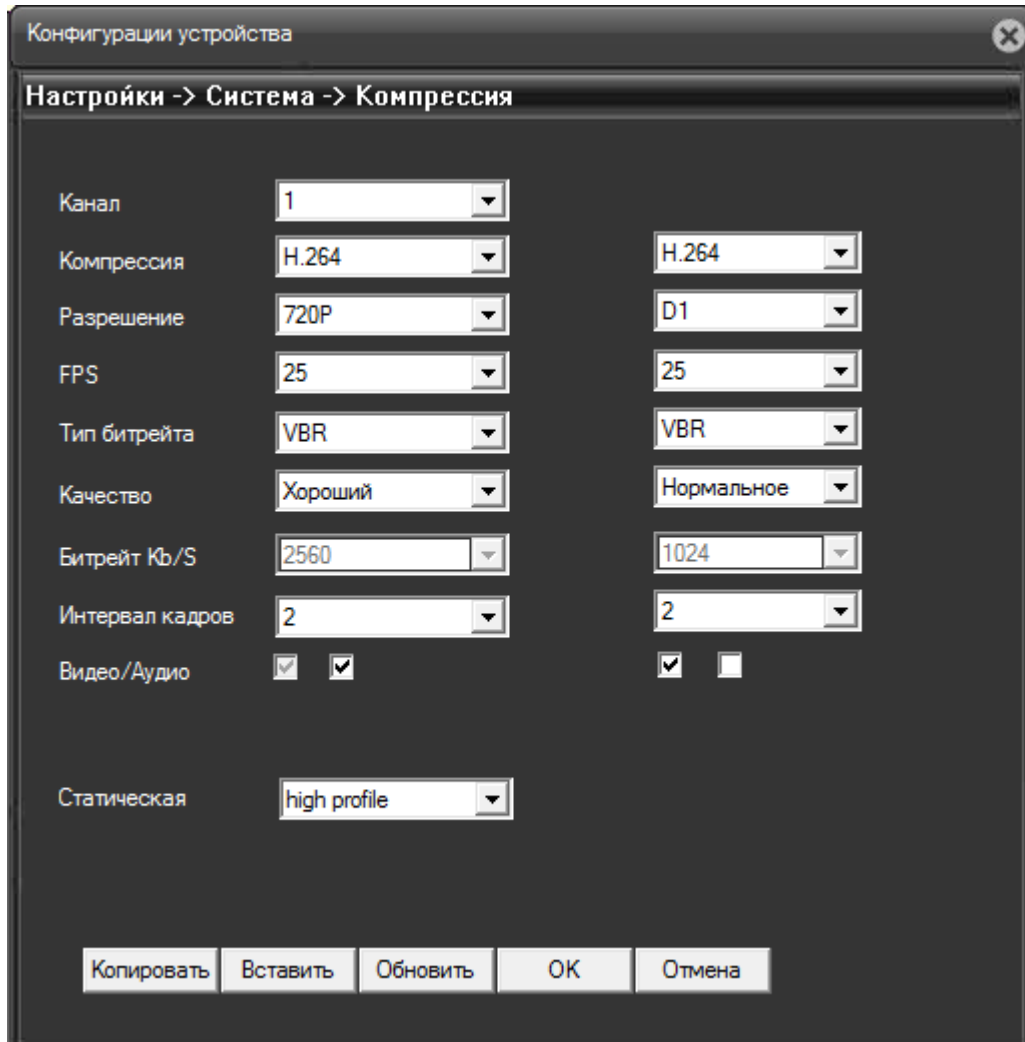 Конфигурации устройства
Настройки -> Система -> Компрессия
Канал 1
Компрессия H.264 H.264
Разрешение 720P D1
FPS 25 25
Тип битрейта VBR VBR
Качество Хороший Нормальное
Битрейт Kb/S 2560 1024
Интервал кадров 2 2
Видео/Аудио
Статическая high profile
Копировать Вставить Обновить OK Отмена